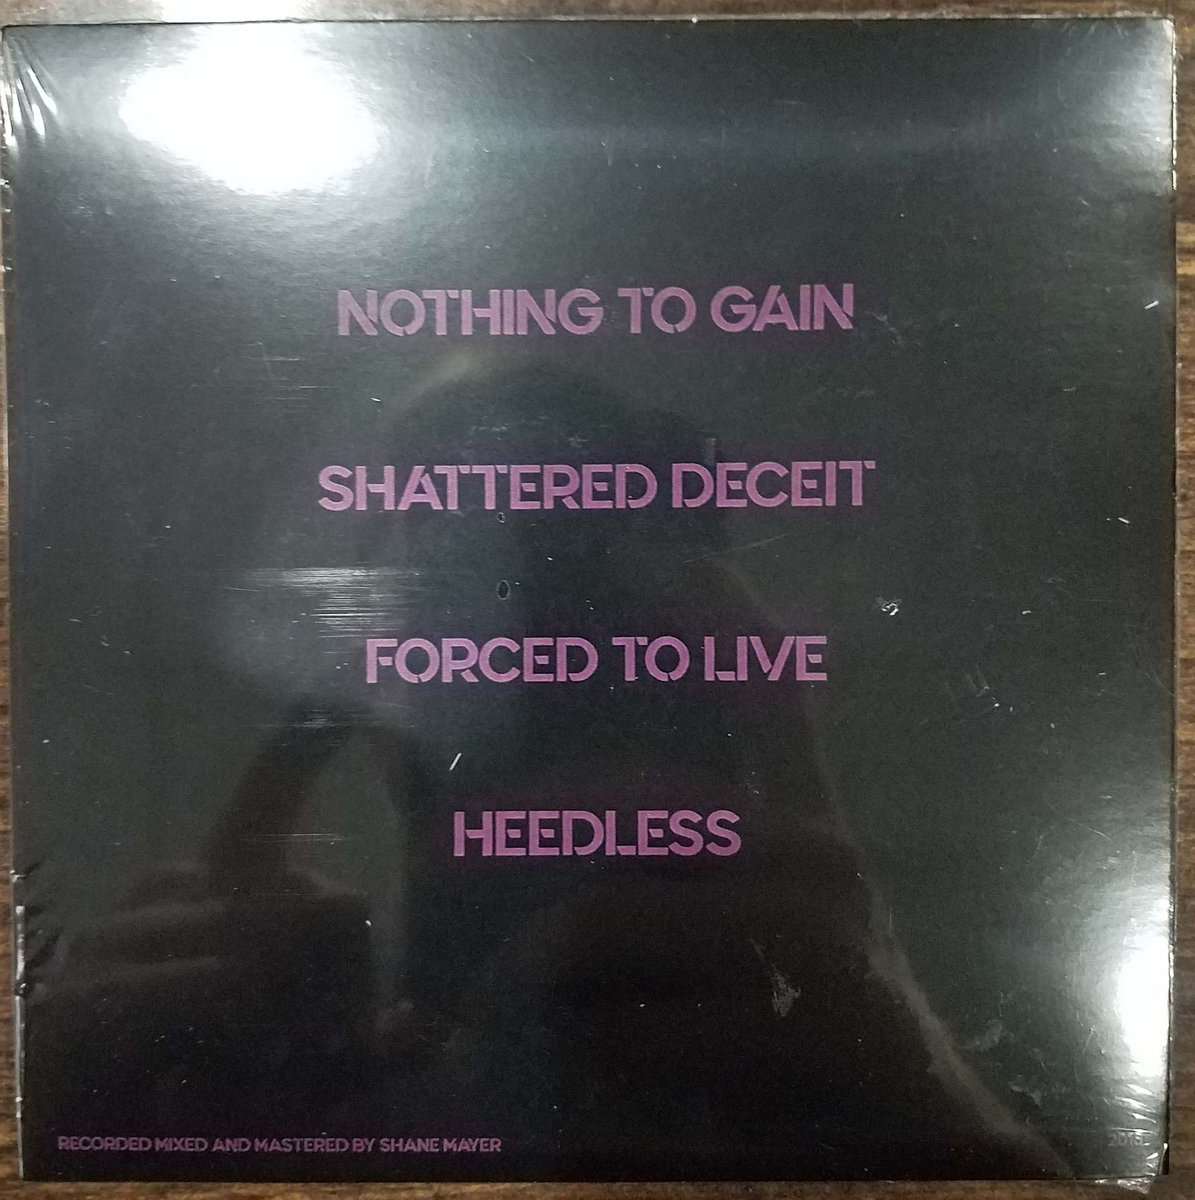 NOTHING TO GAIN
SHATTERED DECEIT
FORCED TO LIVE
HEEDLESS
RECORDED MIXED AND MASTERED BY SHANE MAYER